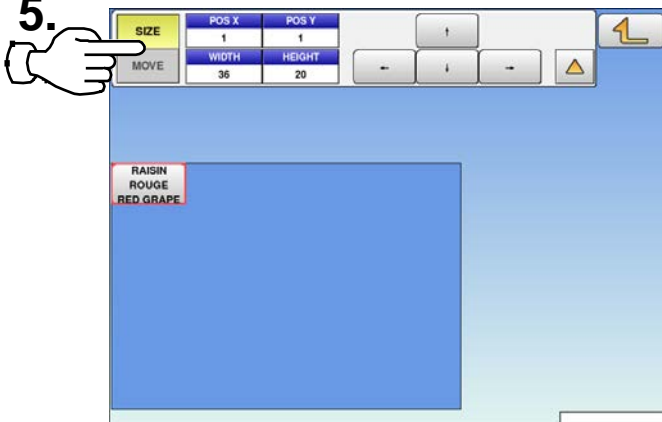 5.
SIZE
POS X
POS Y
1
1
MOVE
WIDTH
HEIGHT
36
20
↑
←
↓
→
RAISIN
ROUGE
RED GRAPE